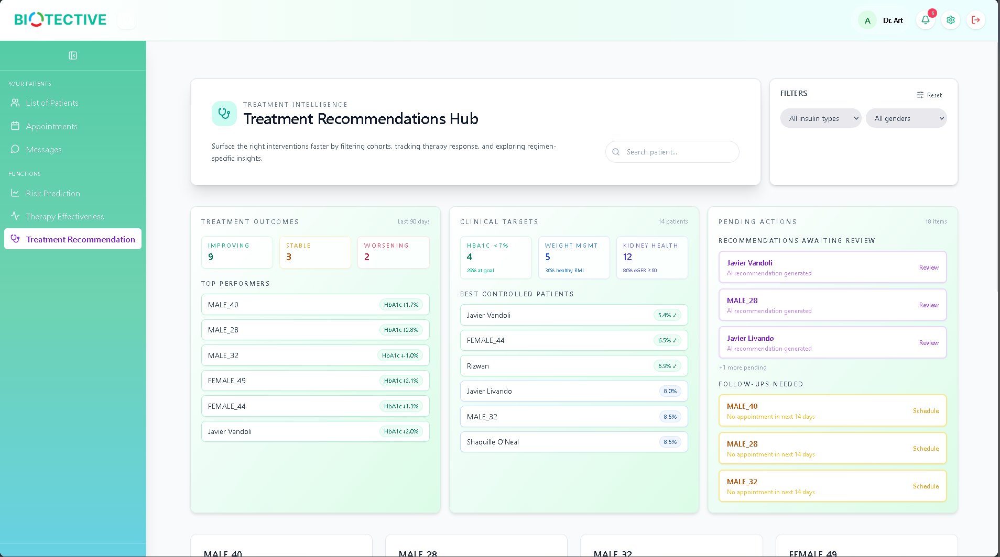 BIOTECTIVE
A
Dr. Art
6
YOUR PATIENTS
List of Patients
Appointments
Messages
FUNCTIONS
Risk Prediction
Therapy Effectiveness
Treatment Recommendation
TREATMENT INTELLIGENCE
Treatment Recommendations Hub
Surface the right interventions faster by filtering cohorts, tracking therapy response, and exploring regimen-
specific insights.
Search patient...
FILTERS
Reset
All insulin types
All genders
TREATMENT OUTCOMES
Last 90 days
IMPROVING
9
STABLE
3
WORSENING
2
TOP PERFORMERS
MALE_40
HbA1c ↓1.7%
MALE_28
HbA1c ↓2.8%
MALE_32
HbA1c ↓-1.0%
FEMALE_49
HbA1c ↓2.1%
FEMALE_44
HbA1c ↓1.3%
Javier Vandoli
HbA1c ↓2.0%
CLINICAL TARGETS
14 patients
HBA1C <7%
4
29% at goal
WEIGHT MGMT
5
36% healthy BMI
KIDNEY HEALTH
12
86% eGFR ≥60
BEST CONTROLLED PATIENTS
Javier Vandoli
5.4% ✓
FEMALE_44
6.5% ✓
Rizwan
6.9% ✓
Javier Livando
8.0%
MALE_32
8.5%
Shaquille O'Neal
8.5%
PENDING ACTIONS
18 items
RECOMMENDATIONS AWAITING REVIEW
Javier Vandoli
AI recommendation generated
Review
MALE_28
AI recommendation generated
Review
Javier Livando
AI recommendation generated
Review
+1 more pending
FOLLOW-UPS NEEDED
MALE_40
No appointment in next 14 days
Schedule
MALE_28
No appointment in next 14 days
Schedule
MALE_32
No appointment in next 14 days
Schedule
MALE_40
MALE_28
MALE_32
FEMALE_49